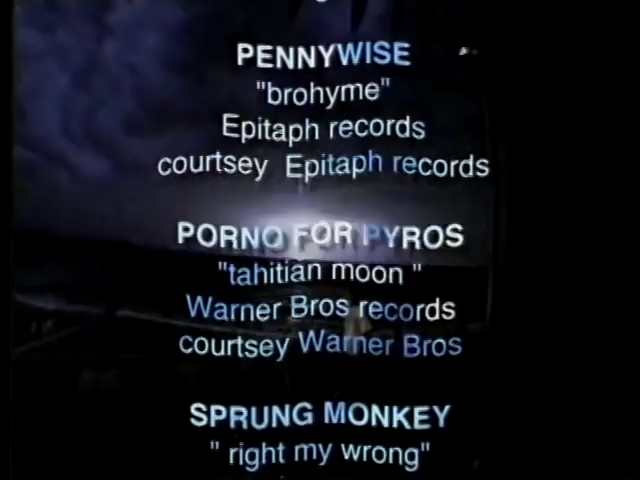 PENNYWISE
"brohyme"
Epitaph records
courtsey Epitaph records
PORNO FOR PYROS
"tahitian moon "
Warner Bros records
courtsey Warner Bros
SPRUNG MONKEY
" right my wrong"